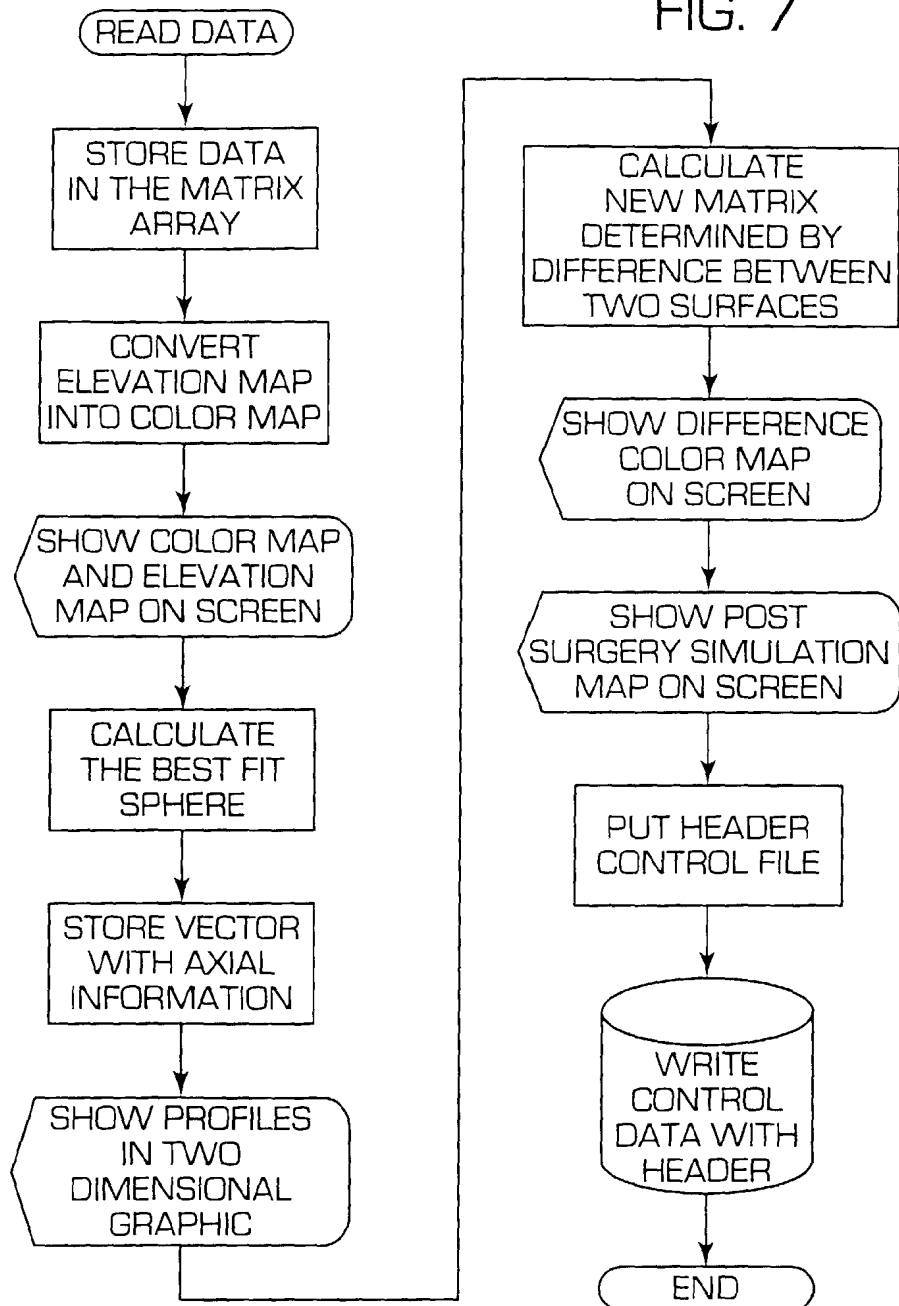 FIG. 7
READ DATA
STORE DATA
IN THE MATRIX
ARRAY
CONVERT
ELEVATION MAP
INTO COLOR MAP
SHOW COLOR MAP
AND ELEVATION
MAP ON SCREEN
CALCULATE
THE BEST FIT
SPHERE
STORE VECTOR
WITH AXIAL
INFORMATION
SHOW PROFILES
IN TWO
DIMENSIONAL
GRAPHIC
CALCULATE
NEW MATRIX
DETERMINED BY
DIFFERENCE BETWEEN
TWO SURFACES
SHOW DIFFERENCE
COLOR MAP
ON SCREEN
SHOW POST
SURGERY SIMULATION
MAP ON SCREEN
PUT HEADER
CONTROL FILE
WRITE
CONTROL
DATA WITH
HEADER
END